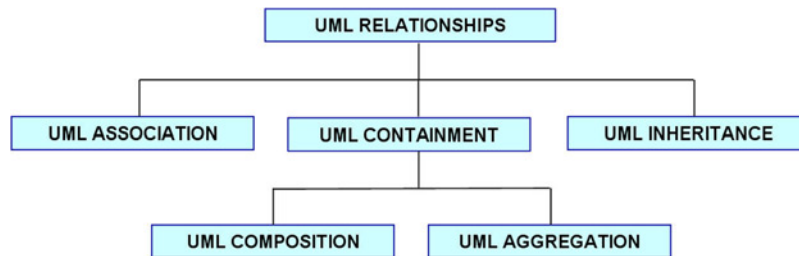 UML RELATIONSHIPS
UML ASSOCIATION
UML CONTAINMENT
UML INHERITANCE
UML COMPOSITION
UML AGGREGATION